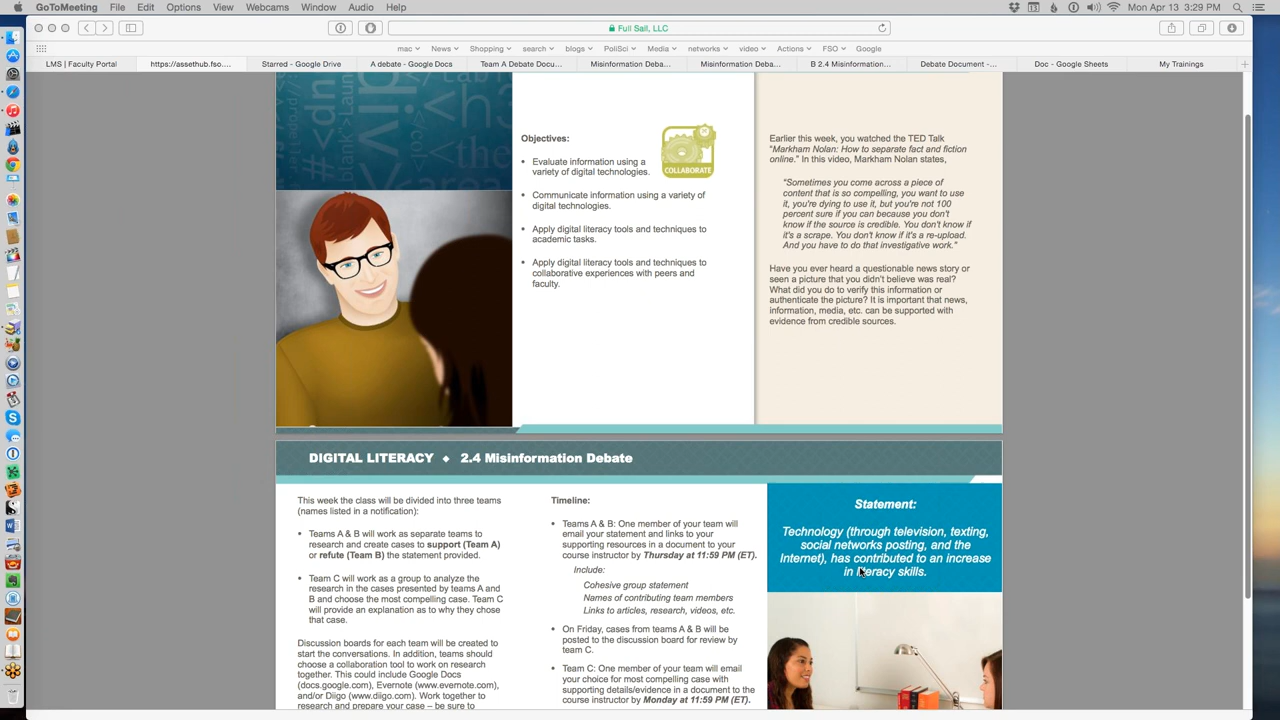 GoToMeeting File Edit Options View Webcams Window Audio Help
Mon Apr 13 3:29 PM
Full Sail, LLC
mac News Shopping search blogs PoliSci Media networks video Actions FSO Google
LMS | Faculty Portal https://assethub.fso.... Starred - Google Drive A debate - Google Docs Team A Debate Docu... Misinformation Deba... Misinformation Deba... B 2.4 Misinformation... Debate Document -... Doc - Google Sheets My Trainings
Objectives:
COLLABORATE
• Evaluate information using a
variety of digital technologies.
• Communicate information using a variety of
digital technologies.
• Apply digital literacy tools and techniques to
academic tasks.
• Apply digital literacy tools and techniques to
collaborative experiences with peers and
faculty.
Earlier this week, you watched the TED Talk
"Markham Nolan: How to separate fact and fiction
online." In this video, Markham Nolan states,
"Sometimes you come across a piece of
content that is so compelling, you want to use
it, you're dying to use it, but you're not 100
percent sure if you can because you don't
know if the source is credible. You don't know if
it's a scrape. You don't know if it's a re-upload.
And you have to do that investigative work."
Have you ever heard a questionable news story or
seen a picture that you didn't believe was real?
What did you do to verify this information or
authenticate the picture? It is important that news,
information, media, etc. can be supported with
evidence from credible sources.
DIGITAL LITERACY ◆ 2.4 Misinformation Debate
This week the class will be divided into three teams
(names listed in a notification):
• Teams A & B will work as separate teams to
research and create cases to support (Team A)
or refute (Team B) the statement provided.
• Team C will work as a group to analyze the
research in the cases presented by teams A and
B and choose the most compelling case. Team C
will provide an explanation as to why they chose
that case.
Discussion boards for each team will be created to
start the conversations. In addition, teams should
choose a collaboration tool to work on research
together. This could include Google Docs
(docs.google.com), Evernote (www.evernote.com),
and/or Diigo (www.diigo.com). Work together to
research and prepare your case – be sure to
Timeline:
• Teams A & B: One member of your team will
email your statement and links to your
supporting resources in a document to your
course instructor by Thursday at 11:59 PM (ET).
Include:
Cohesive group statement
Names of contributing team members
Links to articles, research, videos, etc.
• On Friday, cases from teams A & B will be
posted to the discussion board for review by
team C.
• Team C: One member of your team will email
your choice for most compelling case with
supporting details/evidence in a document to the
course instructor by Monday at 11:59 PM (ET).
Statement:
Technology (through television, texting,
social networks posting, and the
Internet), has contributed to an increase
in literacy skills.